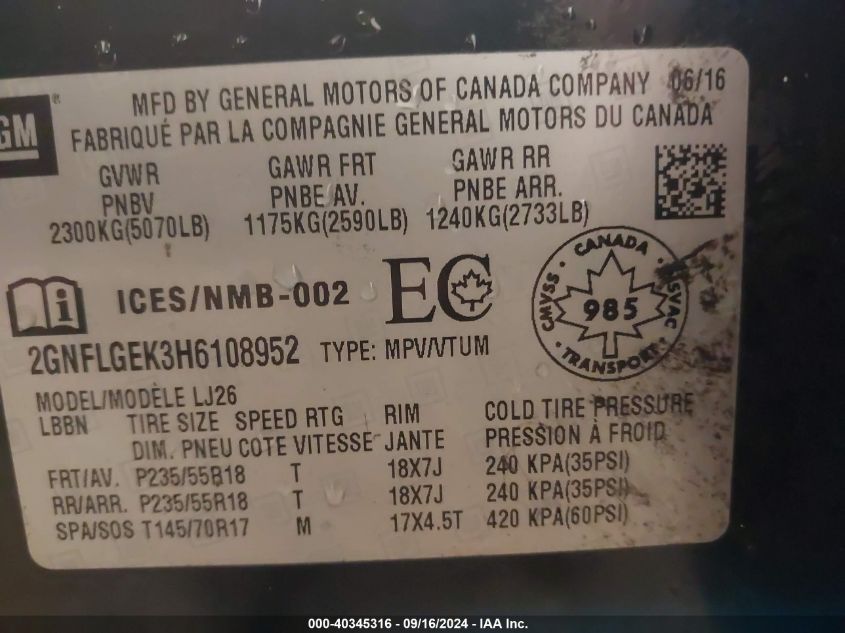 GM®
MFD BY GENERAL MOTORS OF CANADA COMPANY 06/16
FABRIQUÉ PAR LA COMPAGNIE GENERAL MOTORS DU CANADA
GVWR GAWR FRT GAWR RR
PNBV PNBE AV. PNBE ARR.
2300KG(5070LB) 1175KG(2590LB) 1240KG(2733LB)
i ICES/NMB-002 EC
CANADA
CMVSS 985 NSVAC
TRANSPORT
2GNFLGEK3H6108952 TYPE: MPV/VTUM
MODEL/MODÈLE LJ26
LBBN TIRE SIZE SPEED RTG RIM COLD TIRE PRESSURE
DIM. PNEU COTE VITESSE JANTE PRESSION À FROID
FRT/AV. P235/55R18 T 18X7J 240 KPA(35PSI)
RR/ARR. P235/55R18 T 18X7J 240 KPA(35PSI)
SPA/SOS T145/70R17 M 17X4.5T 420 KPA(60PSI)
000-40345316 - 09/16/2024 - IAA Inc.